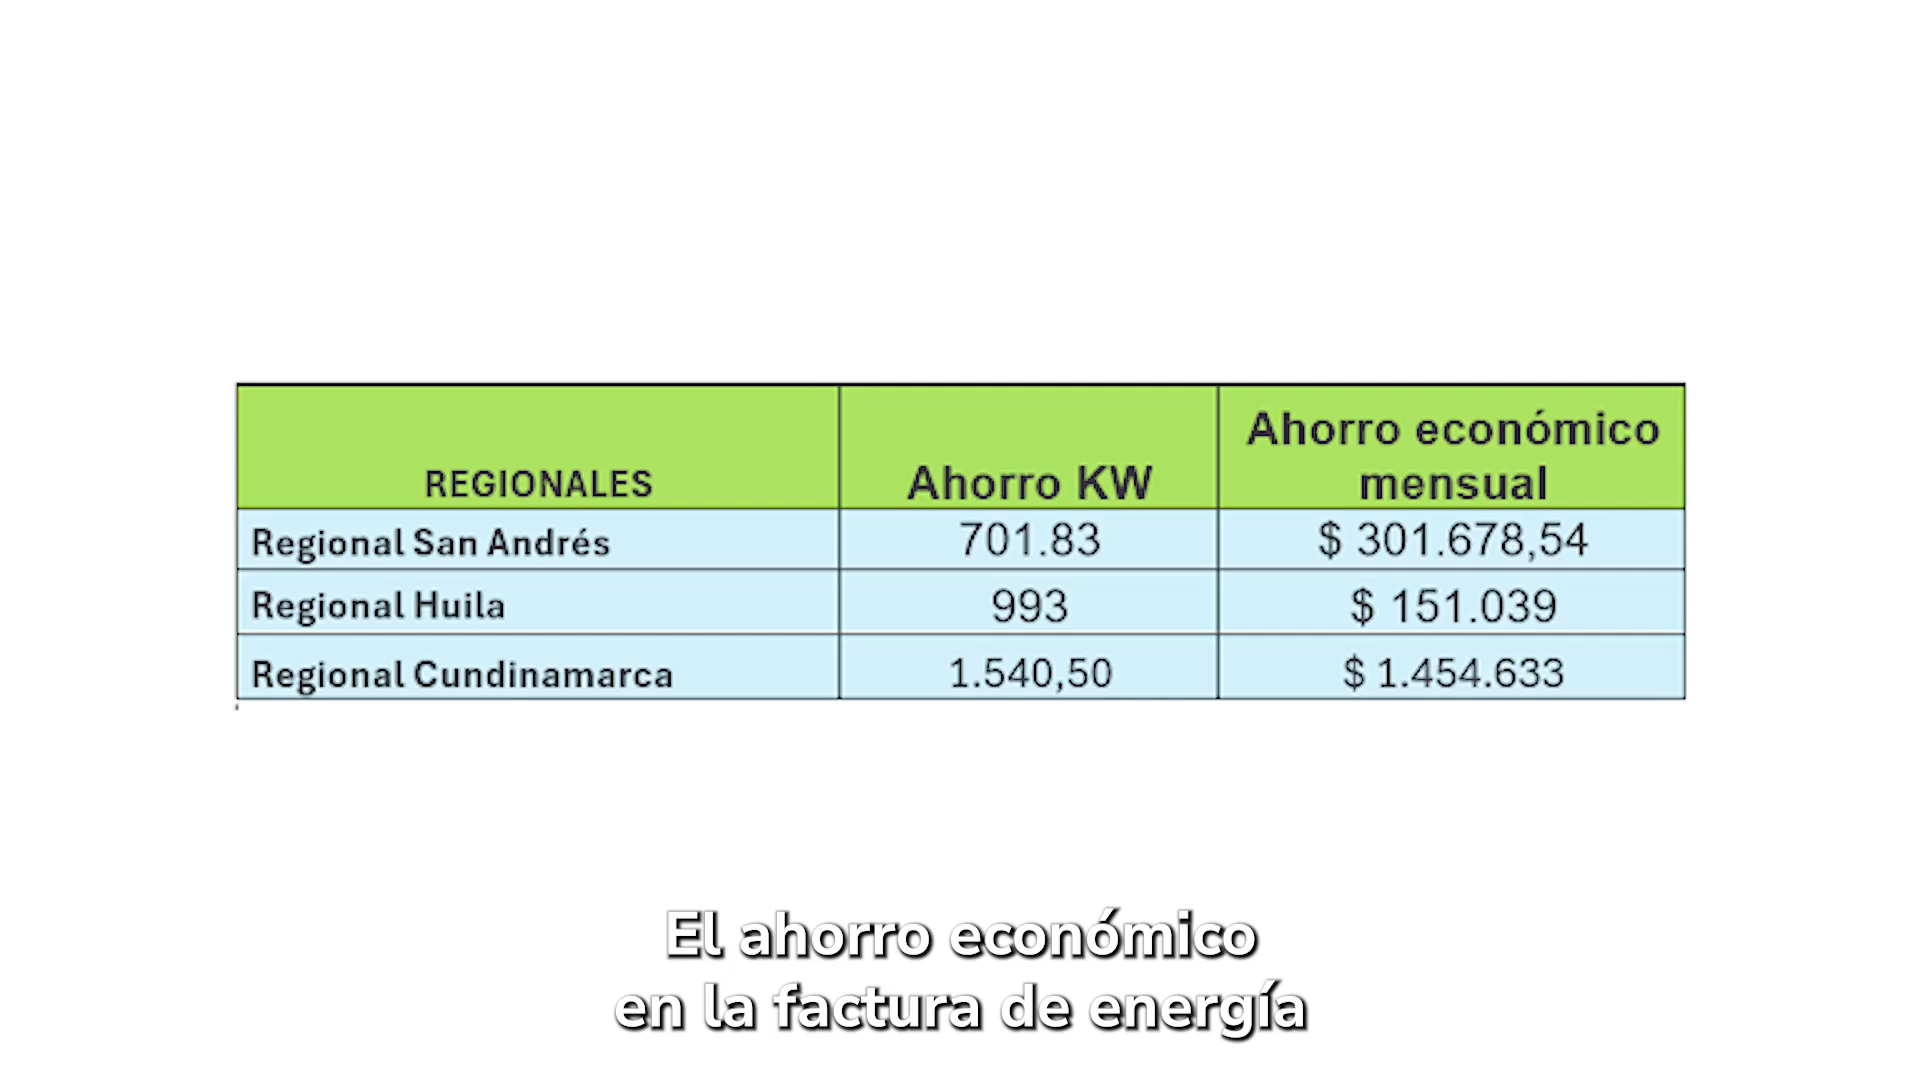 REGIONALES Ahorro KW Ahorro económico mensual
Regional San Andrés 701.83 $ 301.678,54
Regional Huila 993 $ 151.039
Regional Cundinamarca 1.540,50 $ 1.454.633
El ahorro económico
en la factura de energía